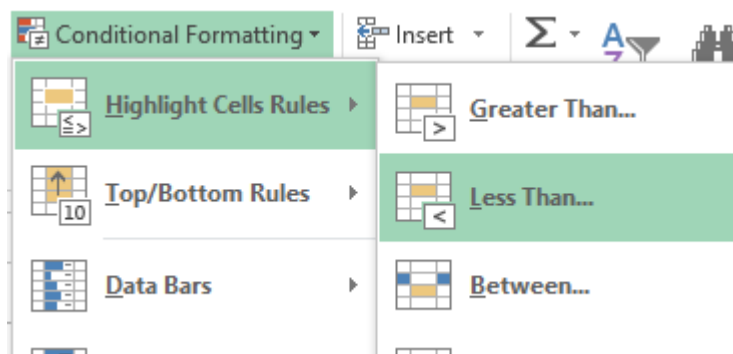 Conditional Formatting Insert Σ A Z
Highlight Cells Rules Greater Than...
Top/Bottom Rules 10 Less Than...
Data Bars Between...